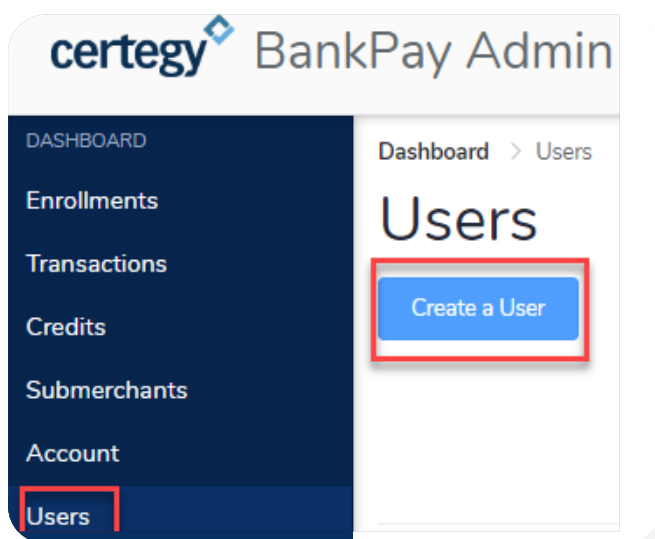 certegy BankPay Admin
DASHBOARD
Enrollments
Transactions
Credits
Submerchants
Account
Users
Dashboard > Users
Users
Create a User